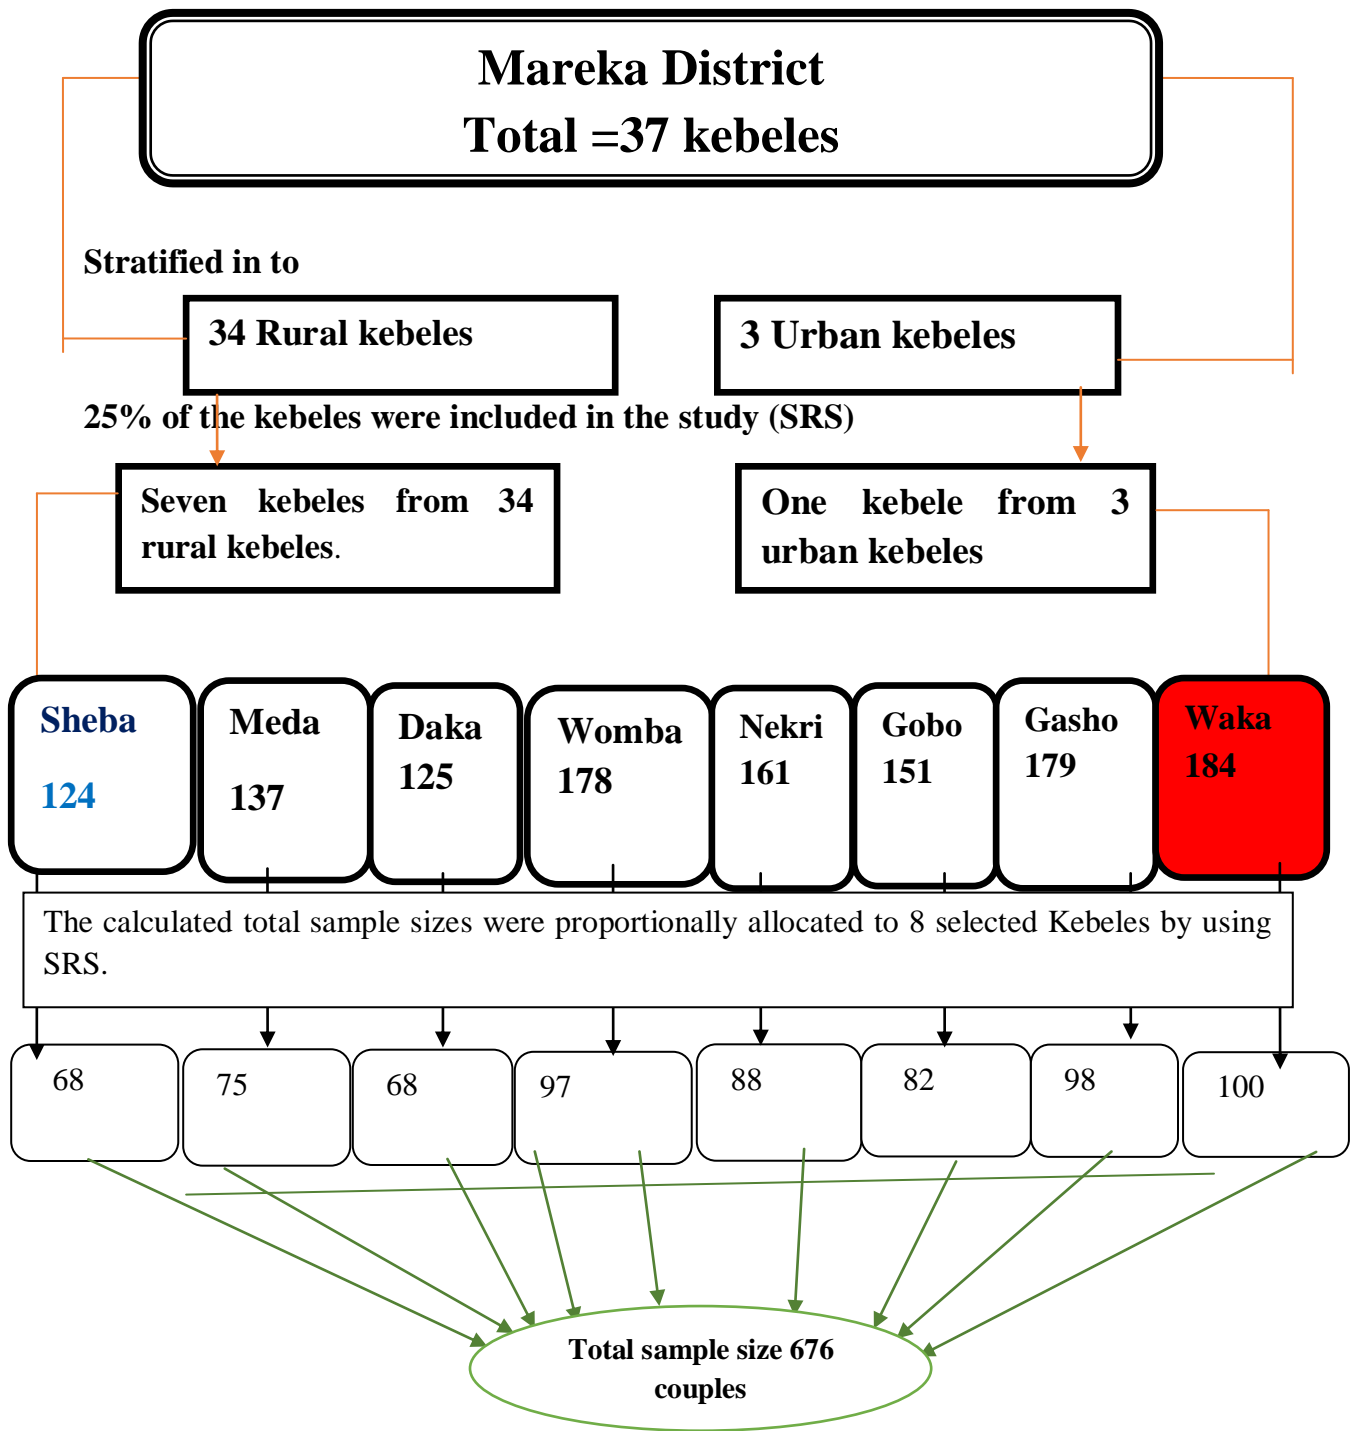 Mareka District
Total =37 kebeles
Stratified in to
34 Rural kebeles
3 Urban kebeles
25% of the kebeles were included in the study (SRS)
Seven kebeles from 34
rural kebeles.
One kebele from 3
urban kebeles
Sheba
124
Meda
137
Daka
125
Womba
178
Nekri
161
Gobo
151
Gasho
179
Waka
184
The calculated total sample sizes were proportionally allocated to 8 selected Kebeles by using
SRS.
68
75
68
97
88
82
98
100
Total sample size 676
couples